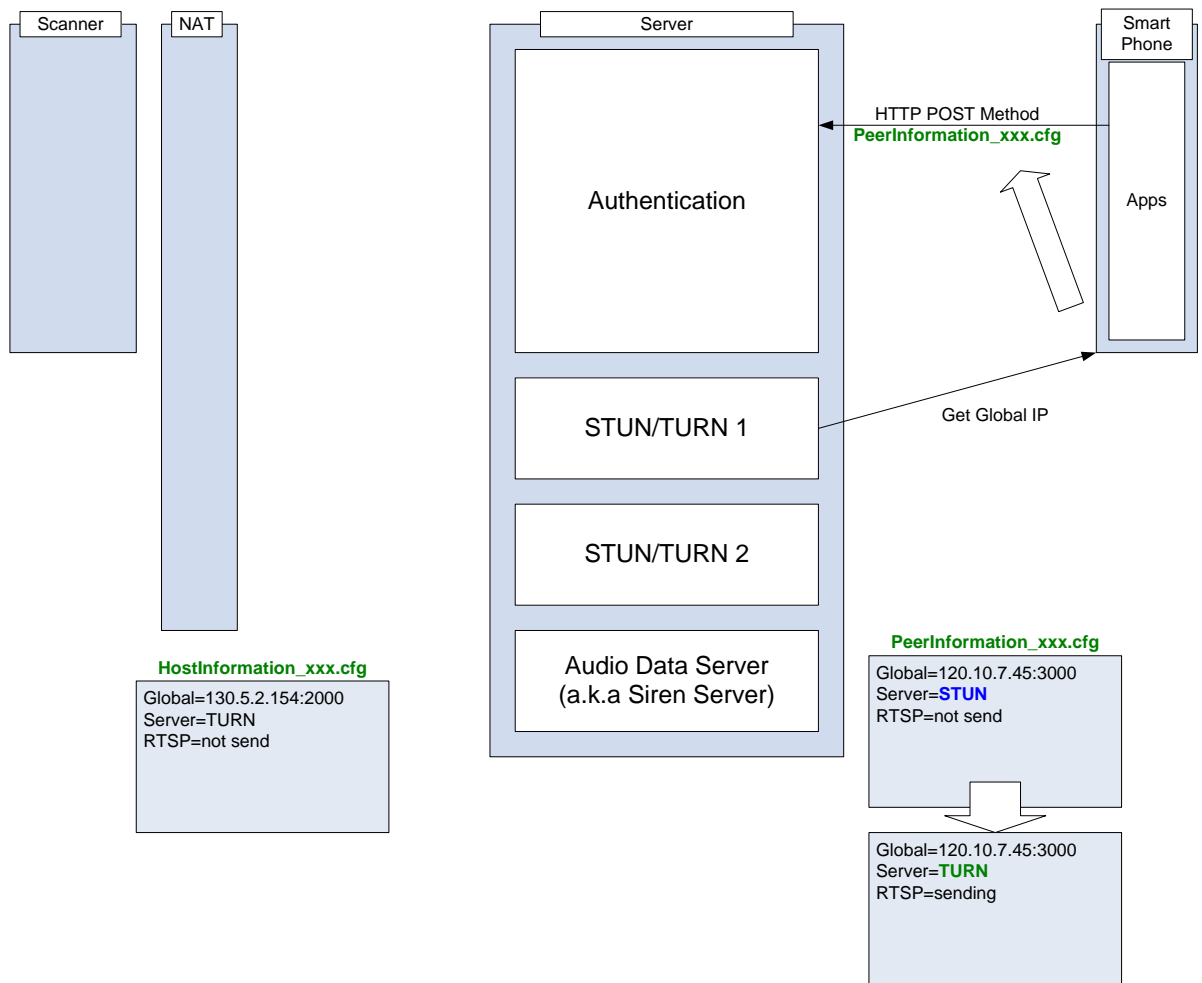 Scanner
NAT
Server
Smart
Phone
HTTP POST Method
PeerInformation_xxx.cfg
Authentication
Apps
STUN/TURN 1
Get Global IP
STUN/TURN 2
Audio Data Server
(a.k.a Siren Server)
HostInformation_xxx.cfg
Global=130.5.2.154:2000
Server=TURN
RTSP=not send
PeerInformation_xxx.cfg
Global=120.10.7.45:3000
Server=STUN
RTSP=not send
Global=120.10.7.45:3000
Server=TURN
RTSP=sending